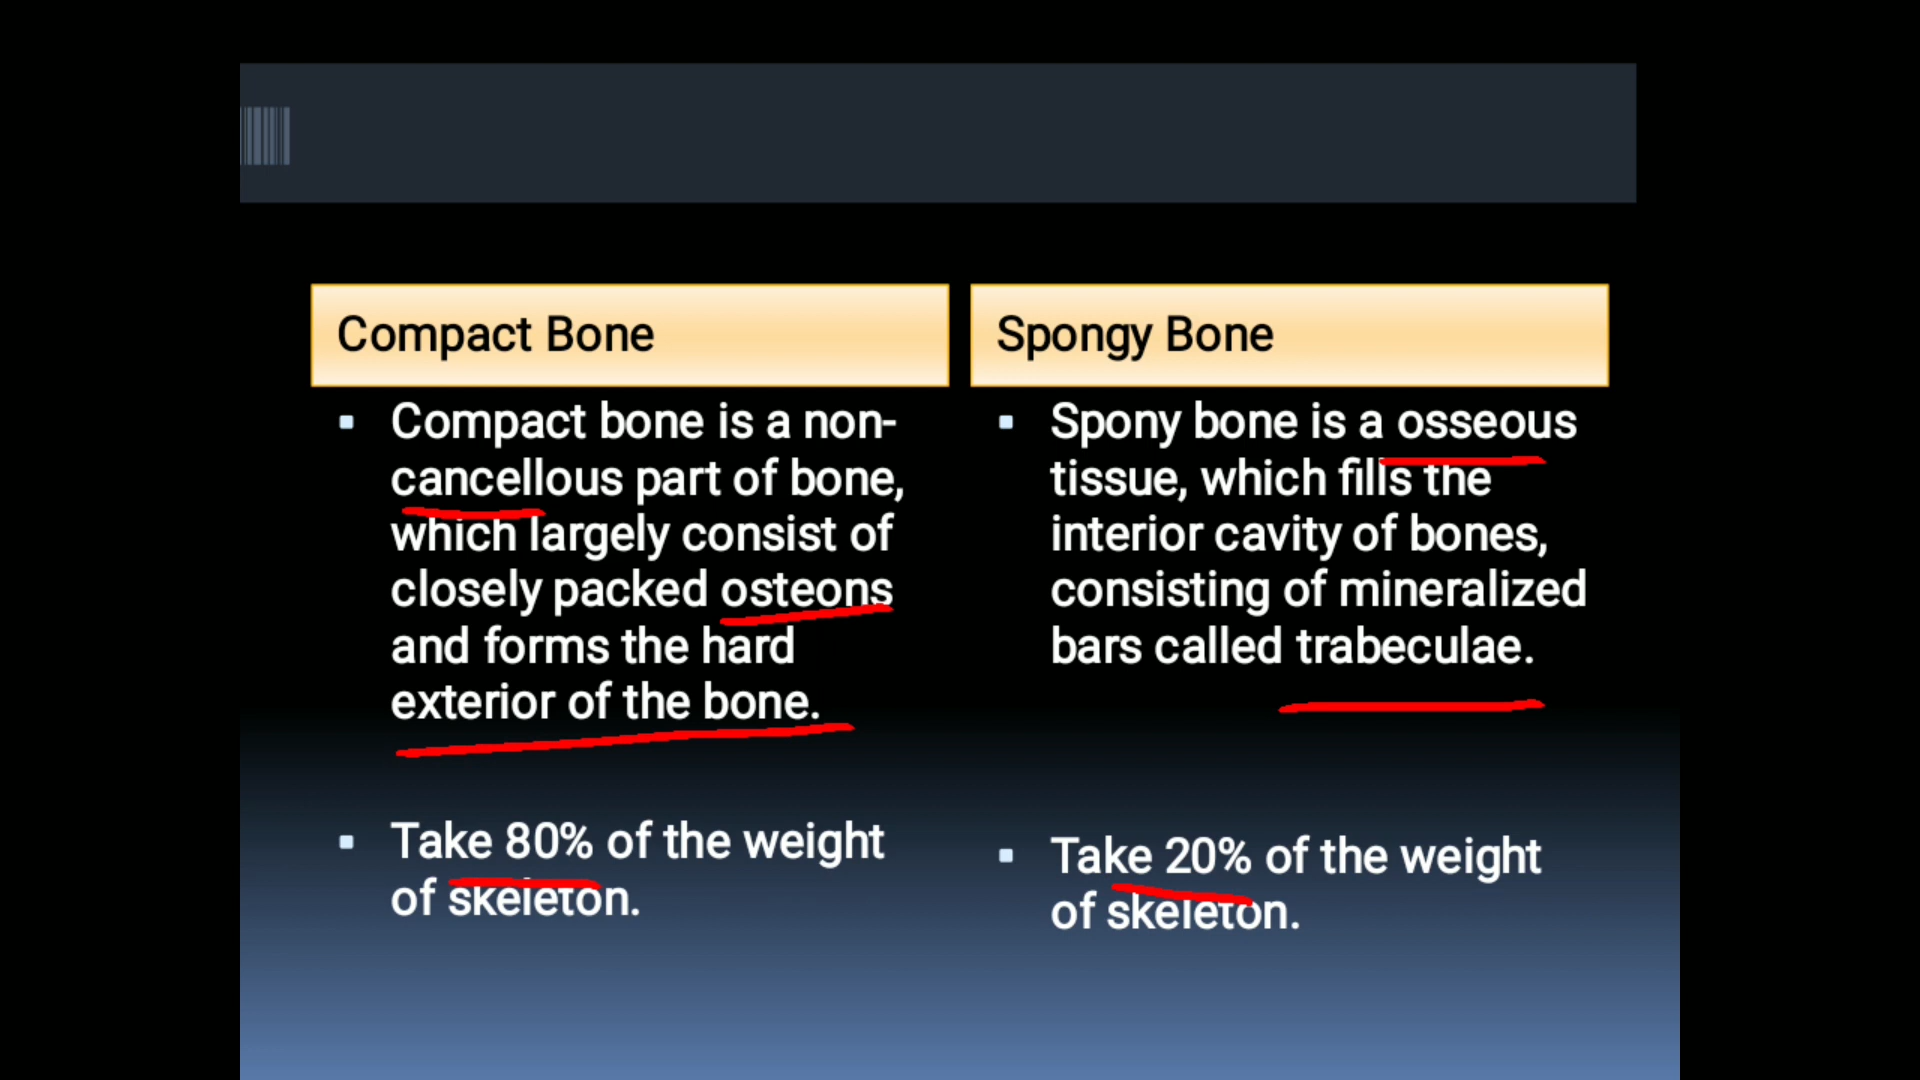 Compact Bone
Compact bone is a non-
cancellous part of bone,
which largely consist of
closely packed osteons
and forms the hard
exterior of the bone.
Take 80% of the weight
of skeleton.
Spongy Bone
Spony bone is a osseous
tissue, which fills the
interior cavity of bones,
consisting of mineralized
bars called trabeculae.
Take 20% of the weight
of skeleton.